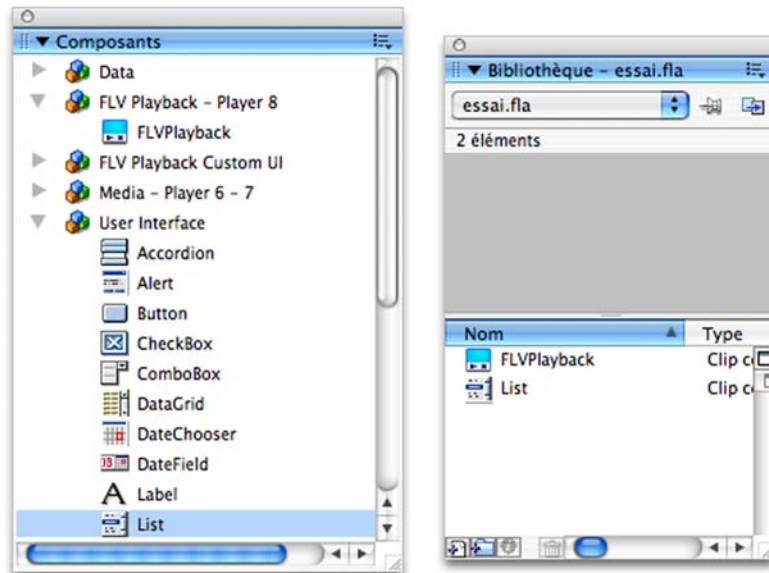 Composants
Data
FLV Playback - Player 8
FLVPlayback
FLV Playback Custom UI
Media - Player 6 - 7
User Interface
Accordion
Alert
Button
CheckBox
ComboBox
DataGrid
DateChooser
DateField
Label
List
Bibliothèque - essai.fla
essai.fla
2 éléments
Nom Type
FLVPlayback Clip c
List Clip c